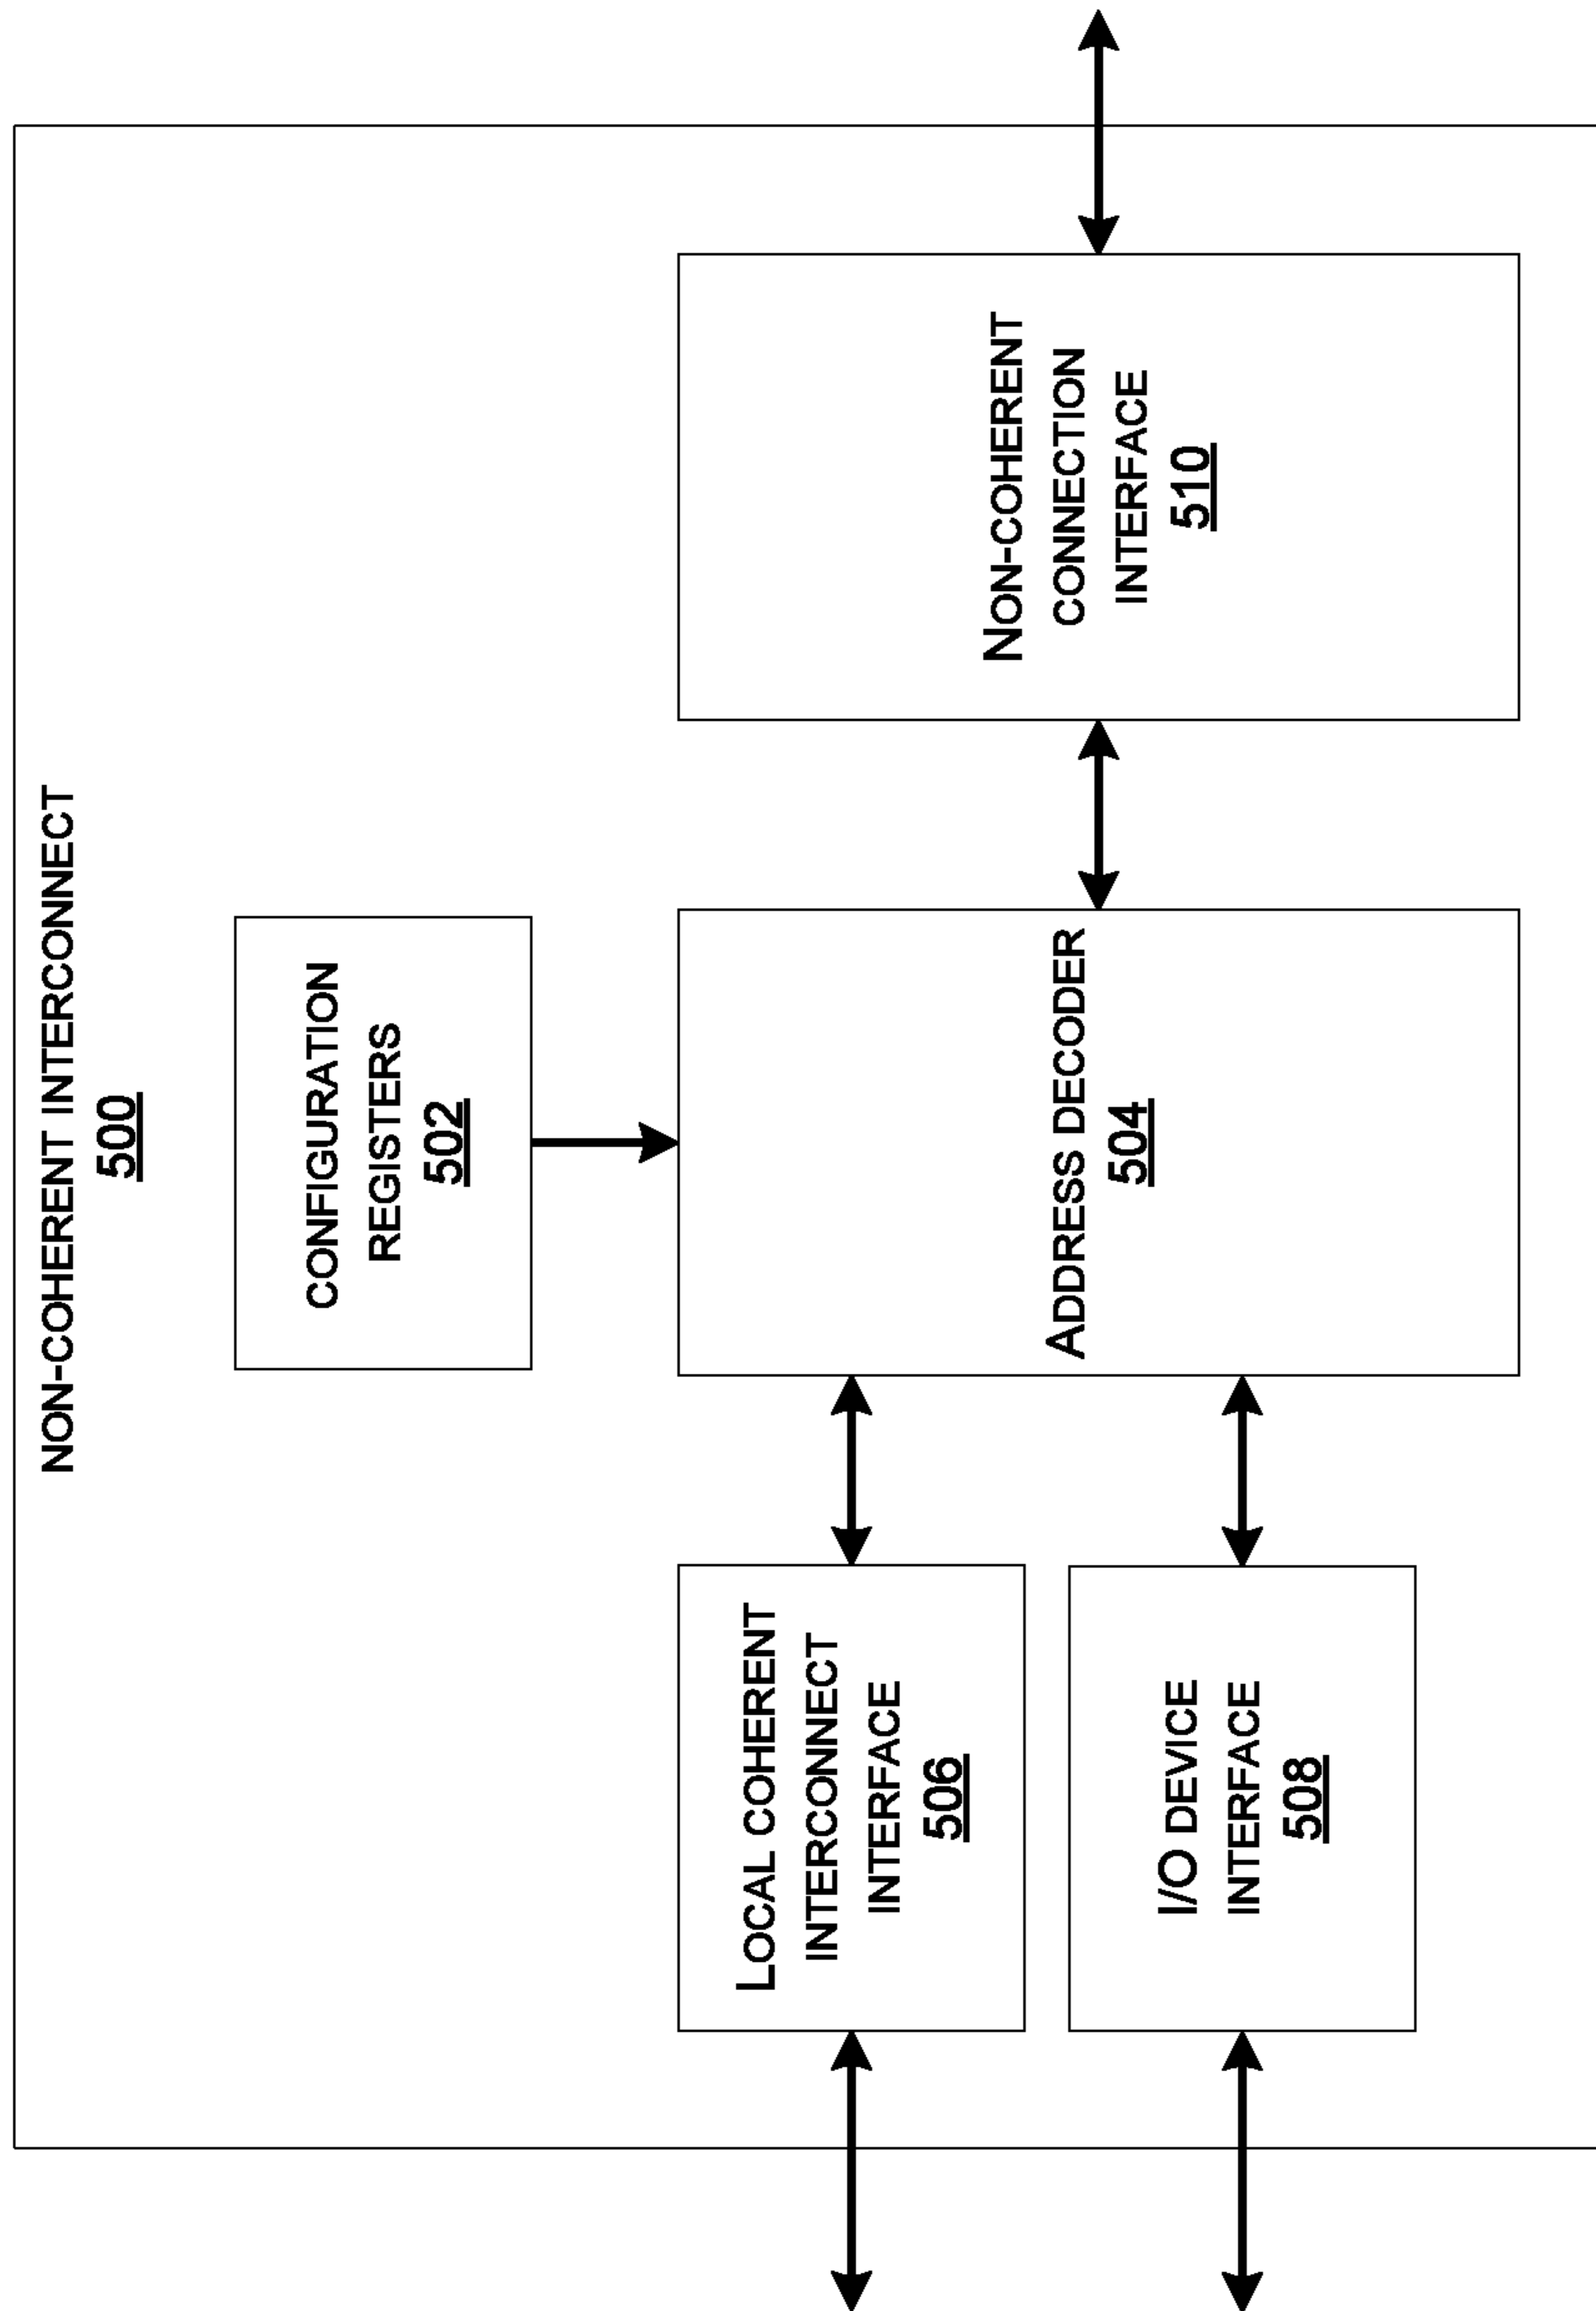 NON-COHERENT INTERCONNECT
500
CONFIGURATION
REGISTERS
502
LOCAL COHERENT
INTERCONNECT
INTERFACE
506
I/O DEVICE
INTERFACE
508
ADDRESS DECODER
504
NON-COHERENT
CONNECTION
INTERFACE
510